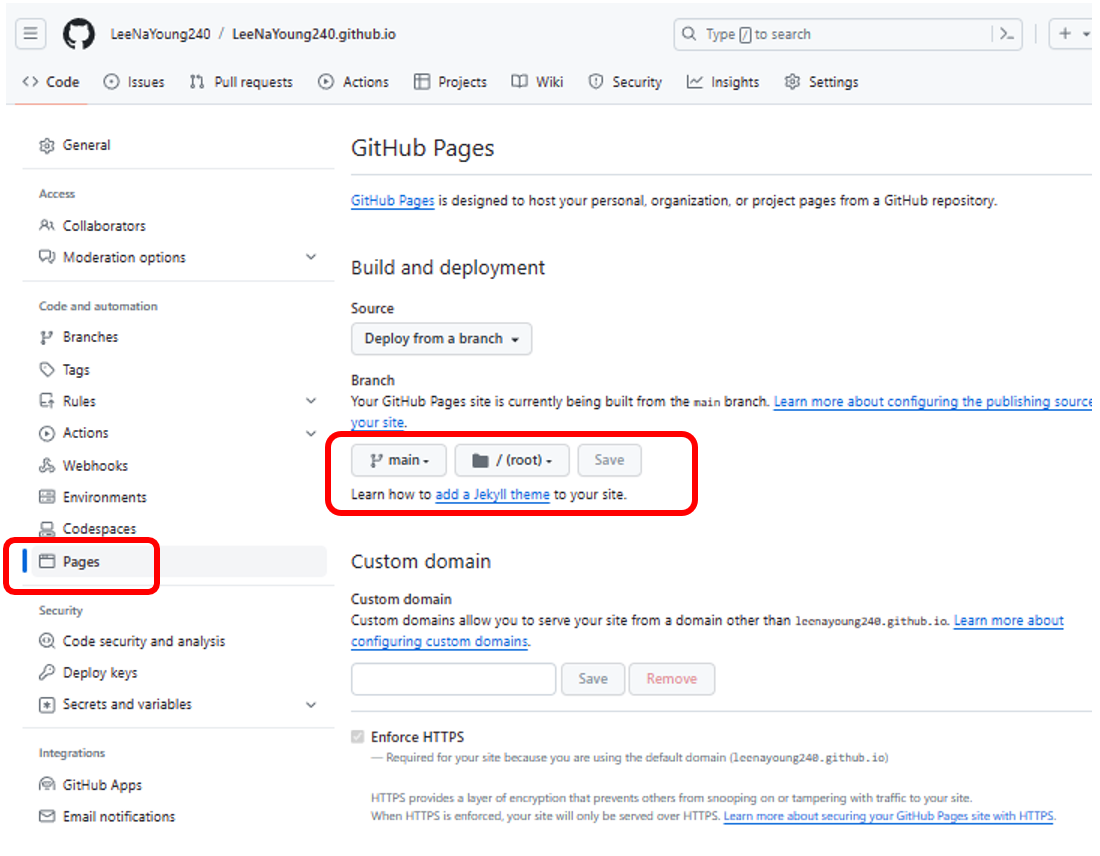 LeeNaYoung240 / LeeNaYoung240.github.io
Type / to search
Code Issues Pull requests Actions Projects Wiki Security Insights Settings
General
Access
Collaborators
Moderation options
Code and automation
Branches
Tags
Rules
Actions
Webhooks
Environments
Codespaces
Pages
Security
Code security and analysis
Deploy keys
Secrets and variables
Integrations
GitHub Apps
Email notifications
GitHub Pages
GitHub Pages is designed to host your personal, organization, or project pages from a GitHub repository.
Build and deployment
Source
Deploy from a branch
Branch
Your GitHub Pages site is currently being built from the main branch. Learn more about configuring the publishing source
your site.
main / (root) Save
Learn how to add a Jekyll theme to your site.
Custom domain
Custom domain
Custom domains allow you to serve your site from a domain other than leenayoung240.github.io. Learn more about
configuring custom domains.
Save Remove
Enforce HTTPS
— Required for your site because you are using the default domain (leenayoung240.github.io)
HTTPS provides a layer of encryption that prevents others from snooping on or tampering with traffic to your site.
When HTTPS is enforced, your site will only be served over HTTPS. Learn more about securing your GitHub Pages site with HTTPS.